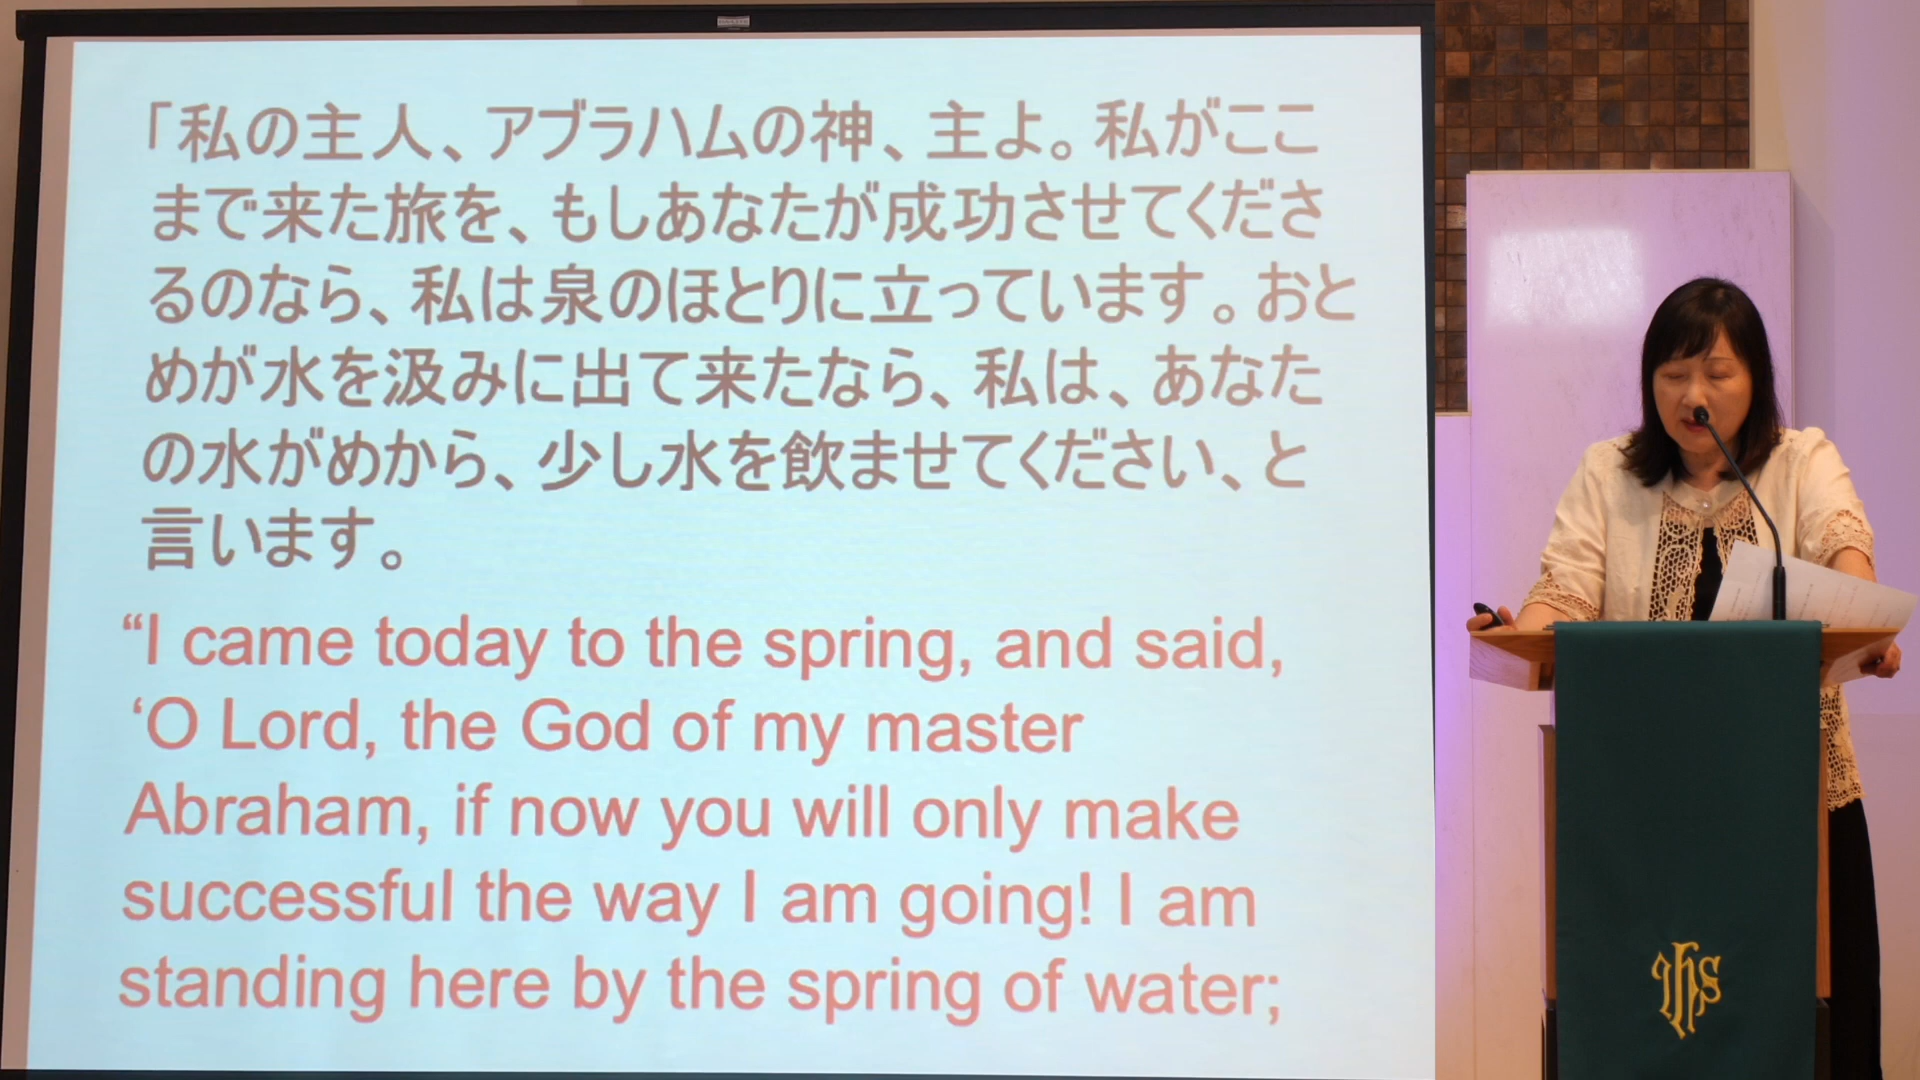 「私の主人、アブラハムの神、主よ。私がここ
まで来た旅を、もしあなたが成功させてくださ
るのなら、私は泉のほとりに立っています。おと
めが水を汲みに出て来たなら、私は、あなた
の水がめから、少し水を飲ませてください、と
言います。
“I came today to the spring, and said,
‘O Lord, the God of my master
Abraham, if now you will only make
successful the way I am going! I am
standing here by the spring of water;
IHS